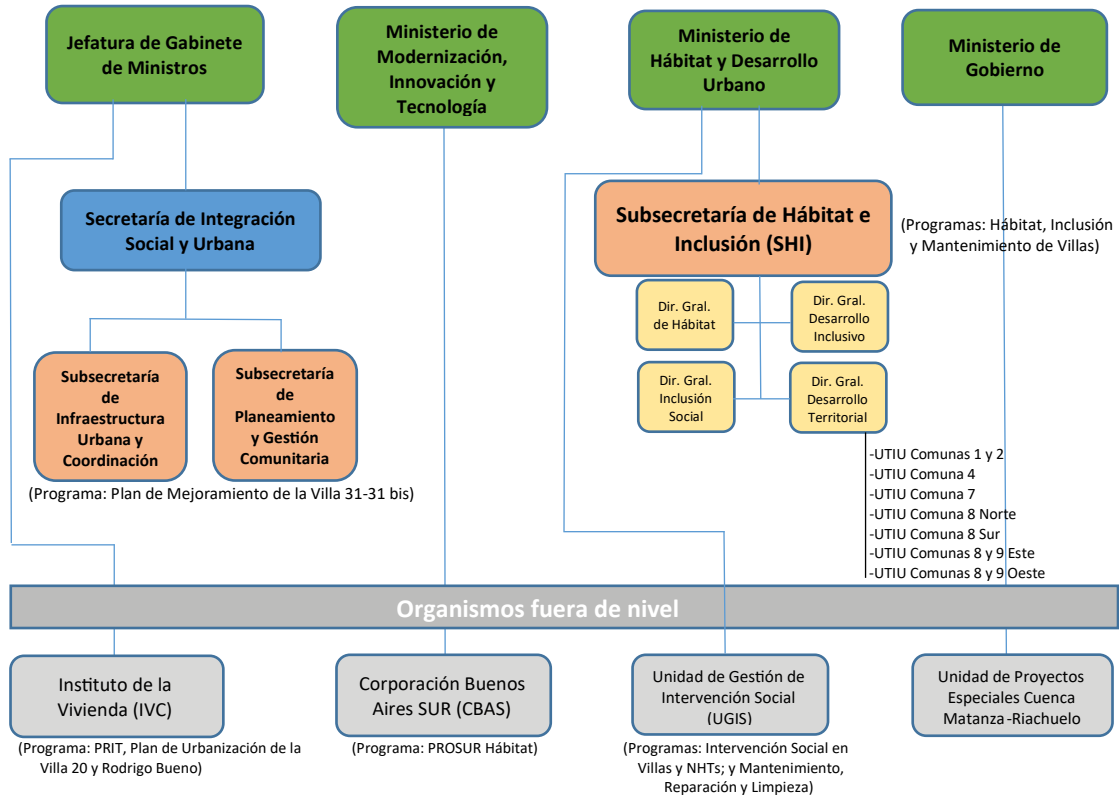 Jefatura de Gabinete
de Ministros
Ministerio de
Modernización,
Innovación y
Tecnología
Ministerio de
Hábitat y Desarrollo
Urbano
Ministerio de
Gobierno
Secretaría de Integración
Social y Urbana
Subsecretaría de Hábitat e
Inclusión (SHI)
(Programas: Hábitat, Inclusión
y Mantenimiento de Villas)
Dir. Gral.
de Hábitat
Dir. Gral.
Desarrollo
Inclusivo
Subsecretaría
de
Infraestructura
Urbana y
Coordinación
Subsecretaría
de
Planeamiento
y Gestión
Comunitaria
Dir. Gral.
Inclusión
Social
Dir. Gral.
Desarrollo
Territorial
(Programa: Plan de Mejoramiento de la Villa 31-31 bis)
-UTIU Comunas 1 y 2
-UTIU Comuna 4
-UTIU Comuna 7
-UTIU Comuna 8 Norte
-UTIU Comuna 8 Sur
-UTIU Comunas 8 y 9 Este
-UTIU Comunas 8 y 9 Oeste
Organismos fuera de nivel
Instituto de la
Vivienda (IVC)
(Programa: PRIT, Plan de Urbanización de la
Villa 20 y Rodrigo Bueno)
Corporación Buenos
Aires SUR (CBAS)
(Programa: PROSUR Hábitat)
Unidad de Gestión de
Intervención Social
(UGIS)
(Programas: Intervención Social en
Villas y NHTs; y Mantenimiento,
Reparación y Limpieza)
Unidad de Proyectos
Especiales Cuenca
Matanza-Riachuelo